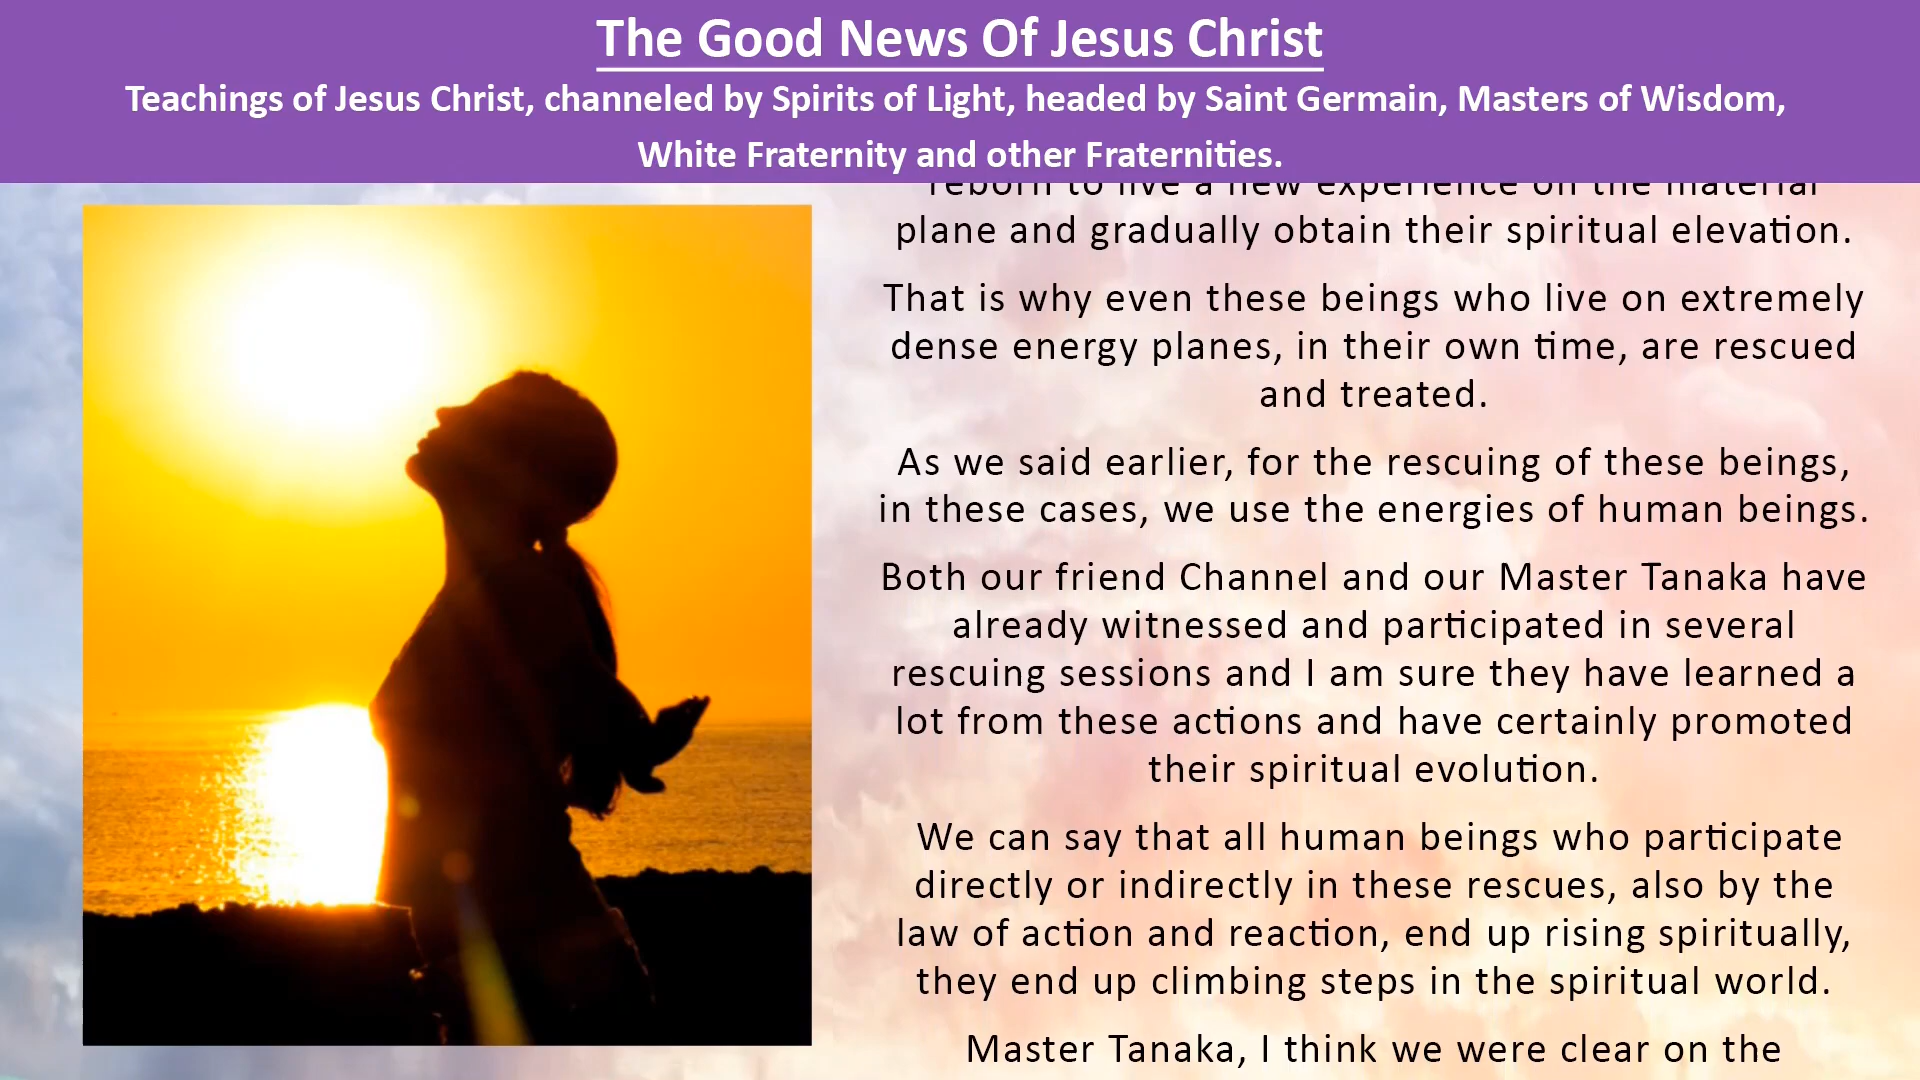 The Good News Of Jesus Christ
Teachings of Jesus Christ, channeled by Spirits of Light, headed by Saint Germain, Masters of Wisdom,
White Fraternity and other Fraternities.
reborn to live a new experience on the material
plane and gradually obtain their spiritual elevation.
That is why even these beings who live on extremely
dense energy planes, in their own time, are rescued
and treated.
As we said earlier, for the rescuing of these beings,
in these cases, we use the energies of human beings.
Both our friend Channel and our Master Tanaka have
already witnessed and participated in several
rescuing sessions and I am sure they have learned a
lot from these actions and have certainly promoted
their spiritual evolution.
We can say that all human beings who participate
directly or indirectly in these rescues, also by the
law of action and reaction, end up rising spiritually,
they end up climbing steps in the spiritual world.
Master Tanaka, I think we were clear on the